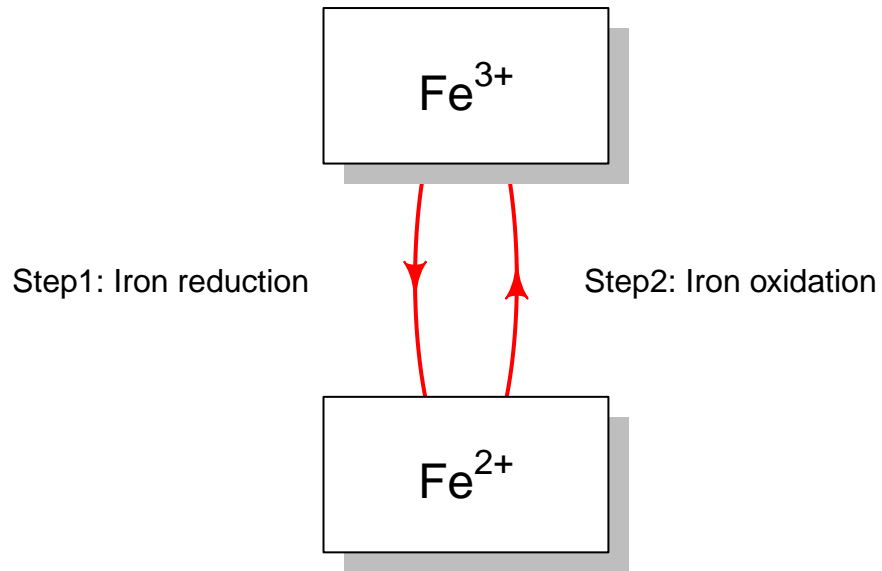 Fe³⁺
Step1: Iron reduction
Step2: Iron oxidation
Fe²⁺